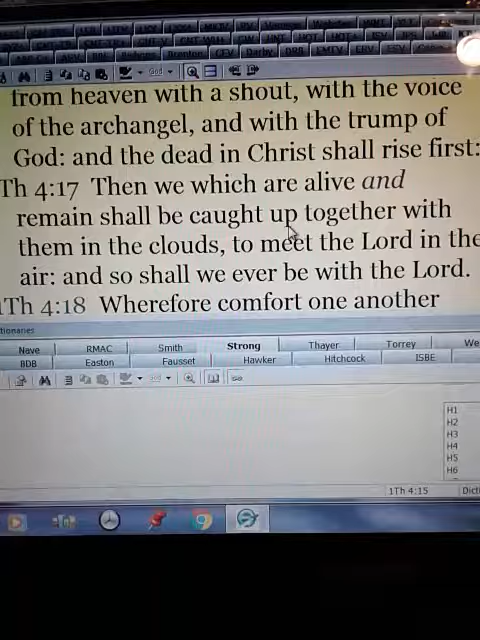 from heaven with a shout, with the voice
of the archangel, and with the trump of
God: and the dead in Christ shall rise first:
Th 4:17 Then we which are alive and
remain shall be caught up together with
them in the clouds, to meet the Lord in the
air: and so shall we ever be with the Lord.
1Th 4:18 Wherefore comfort one another
tionaries
Nave RMAC Smith Strong Thayer Torrey We
BDB Easton Fausset Hawker Hitchcock ISBE
H1
H2
H3
H4
H5
H6
1Th 4:15 Dict